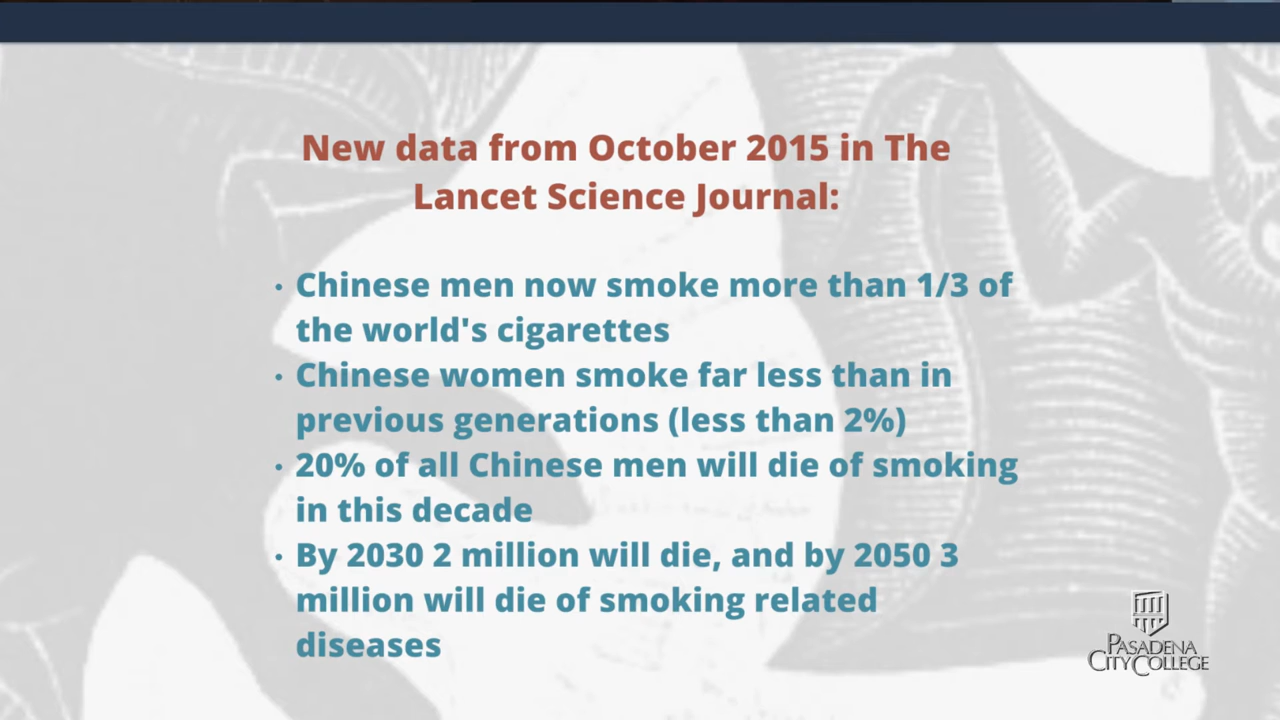 New data from October 2015 in The
Lancet Science Journal:
• Chinese men now smoke more than 1/3 of
the world's cigarettes
• Chinese women smoke far less than in
previous generations (less than 2%)
• 20% of all Chinese men will die of smoking
in this decade
• By 2030 2 million will die, and by 2050 3
million will die of smoking related
diseases
PASADENA
CITY COLLEGE